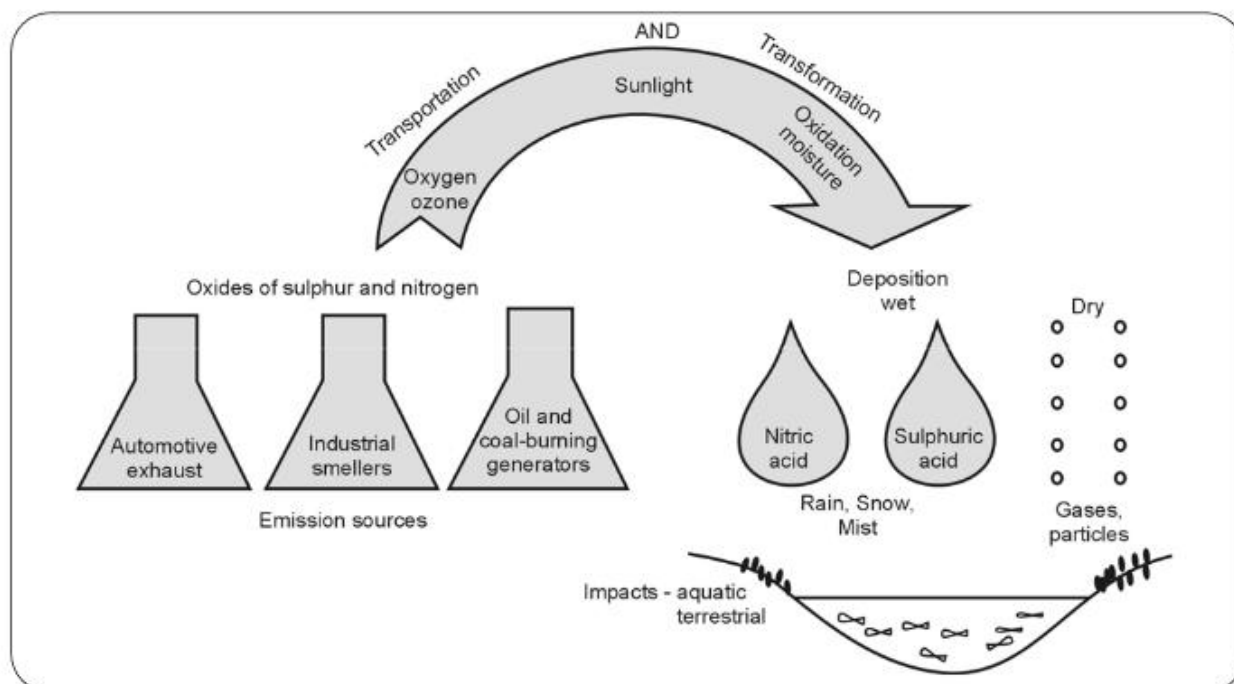 AND
Transportation
Sunlight
Transformation
Oxidation
moisture
Oxygen
ozone
Oxides of sulphur and nitrogen
Automotive
exhaust
Industrial
smellers
Oil and
coal-burning
generators
Emission sources
Deposition
wet
Dry
Nitric
acid
Sulphuric
acid
Rain, Snow,
Mist
Gases,
particles
Impacts - aquatic
terrestrial